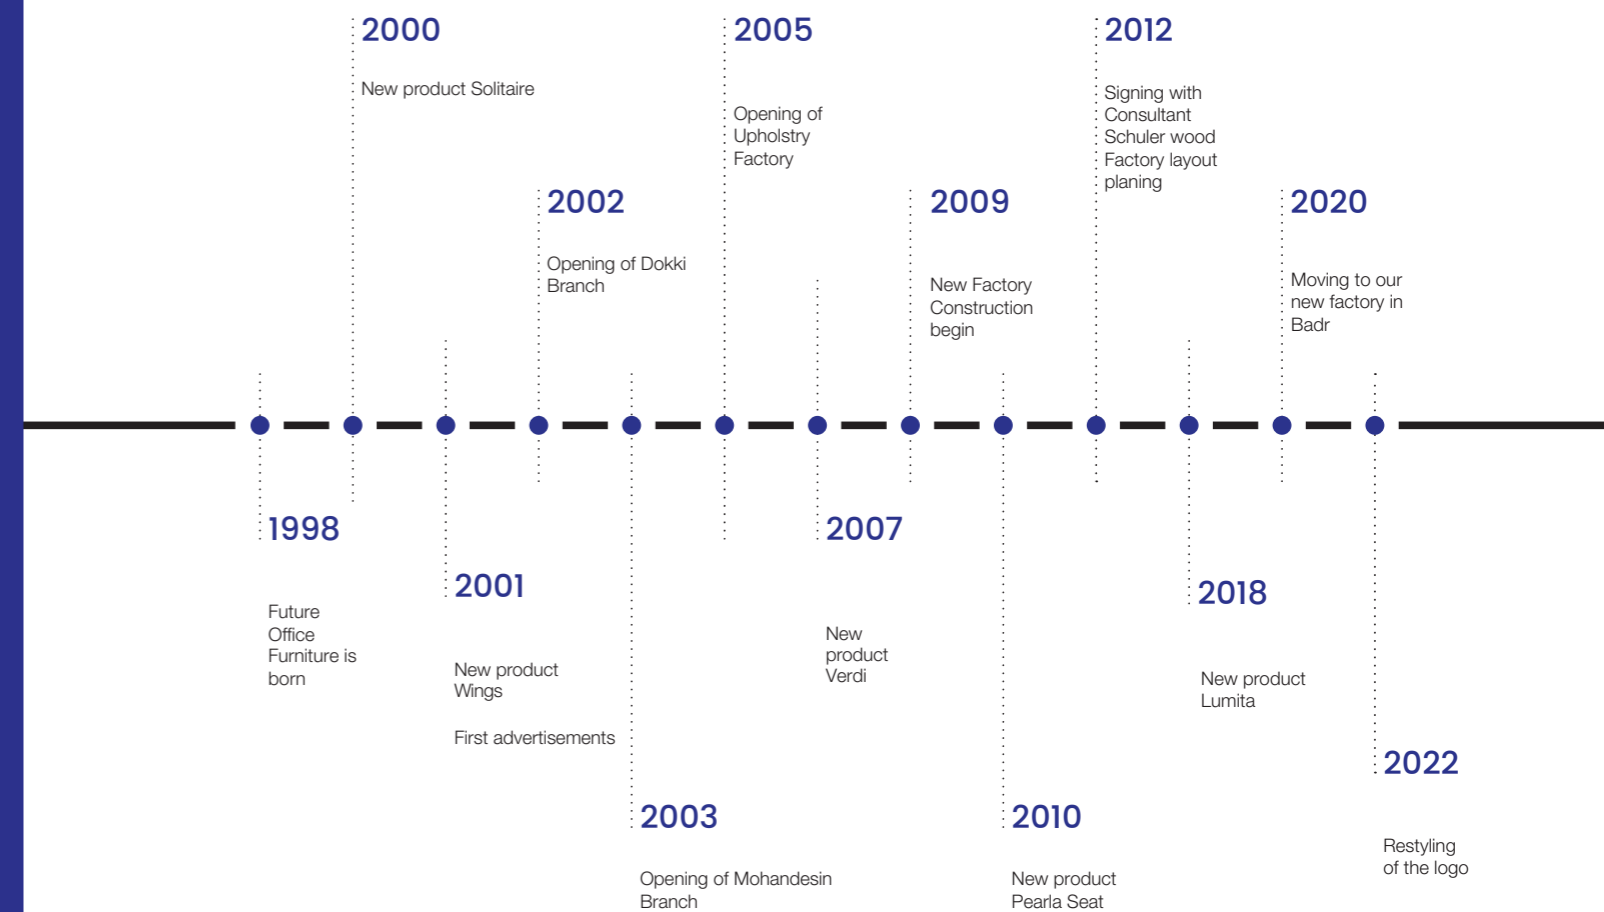 2000
New product Solitaire
2005
Opening of
Upholstry
Factory
2012
Signing with
Consultant
Schuler wood
Factory layout
planing
2002
Opening of Dokki
Branch
2009
New Factory
Construction
begin
2020
Moving to our
new factory in
Badr
1998
Future
Office
Furniture is
born
2001
New product
Wings
First advertisements
2003
Opening of Mohandesin
Branch
2007
New
product
Verdi
2010
New product
Pearla Seat
2018
New product
Lumita
2022
Restyling
of the logo